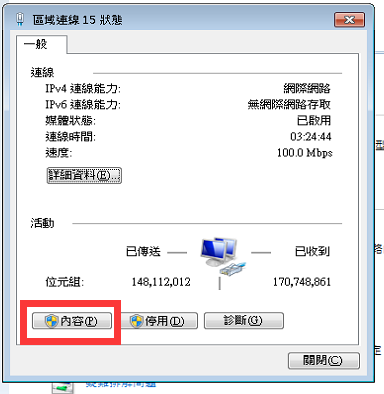 區域連線 15 狀態
一般
連線
IPv4 連線能力: 網際網路
IPv6 連線能力: 無網際網路存取
媒體狀態: 已啟用
連線時間: 03:24:44
速度: 100.0 Mbps
詳細資料(E)...
活動
已傳送 已收到
位元組: 148,112,012 170,748,861
內容(P) 停用(D) 診斷(G)
關閉(C)